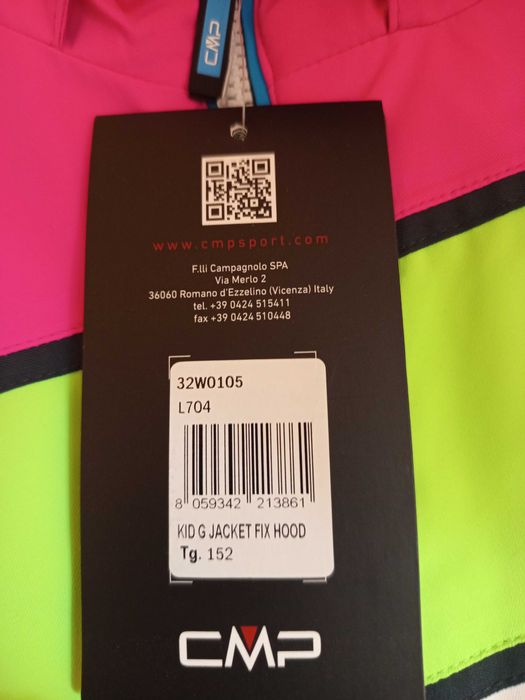 CMP
www.cmpsport.com
F.lli Campagnolo SPA
Via Merlo 2
36060 Romano d'Ezzelino (Vicenza) Italy
tel. +39 0424 515411
fax +39 0424 510448
32W0105
L704
8 059342 213861
KID G JACKET FIX HOOD
Tg. 152
CMP